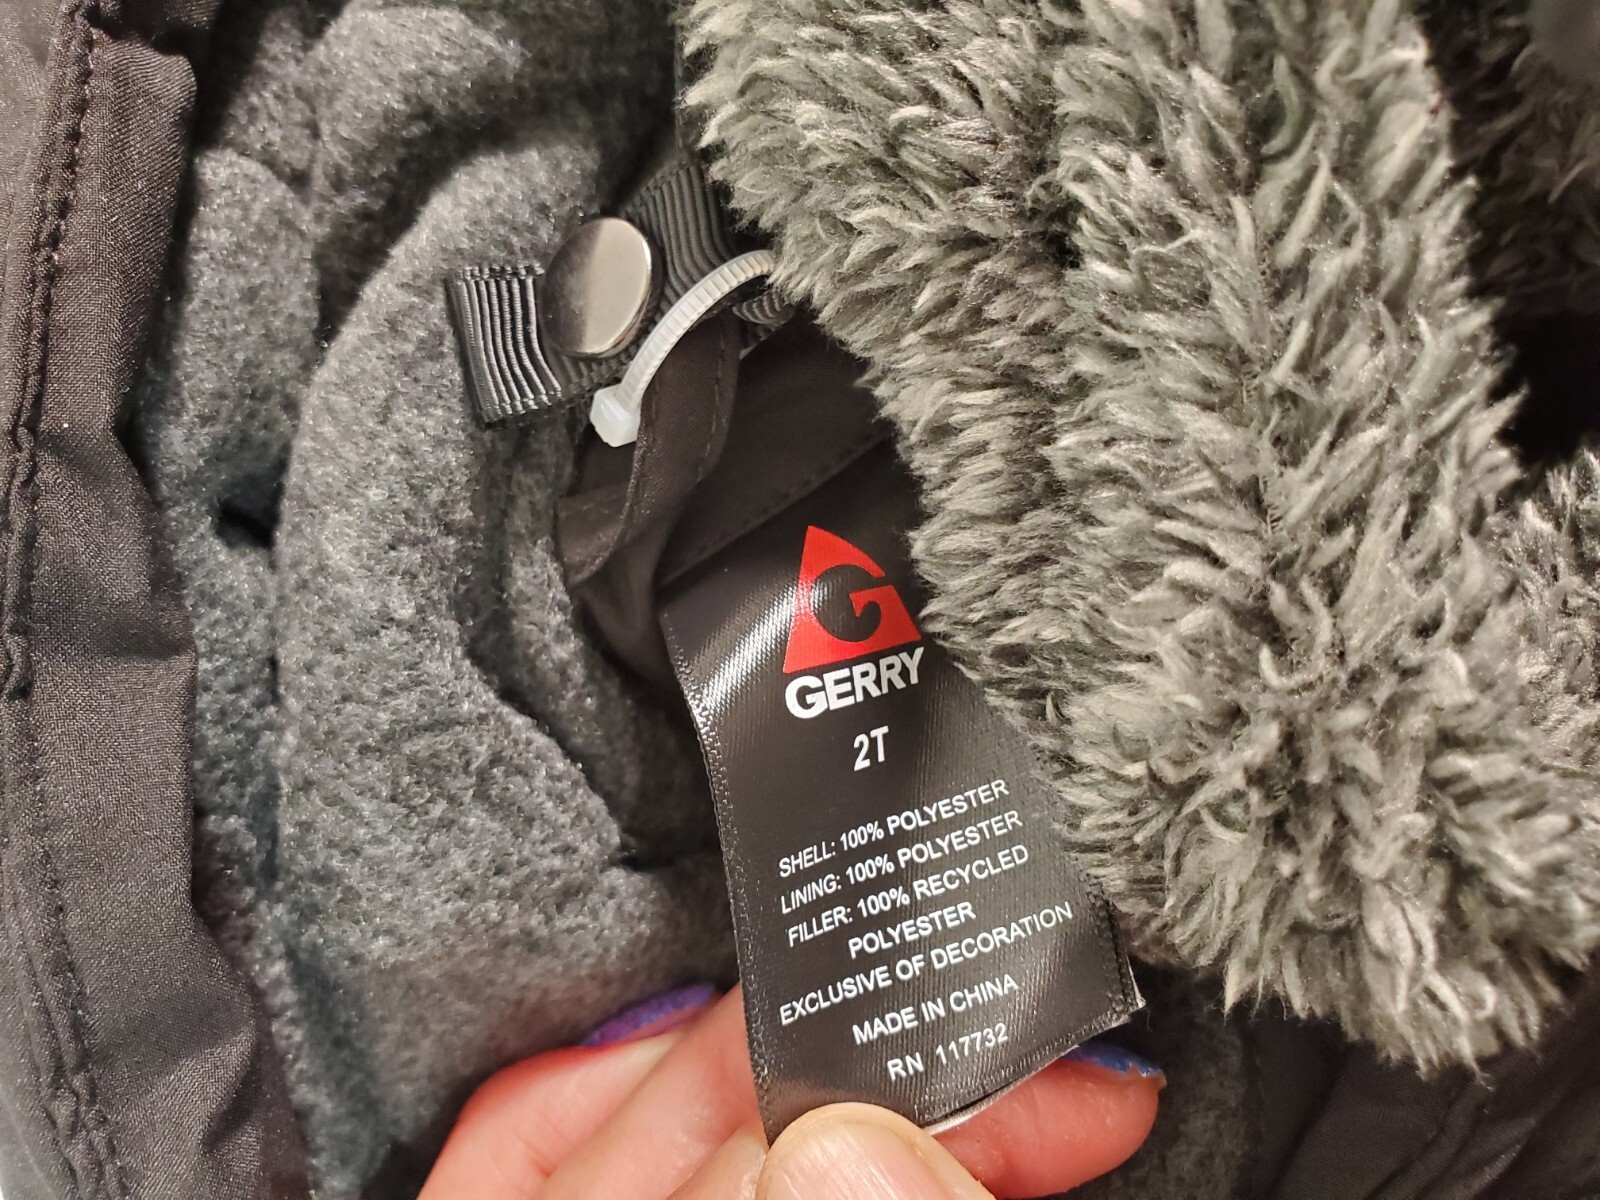 GERRY
2T
SHELL: 100% POLYESTER
LINING: 100% POLYESTER
FILLER: 100% RECYCLED
POLYESTER
EXCLUSIVE OF DECORATION
MADE IN CHINA
RN 117732